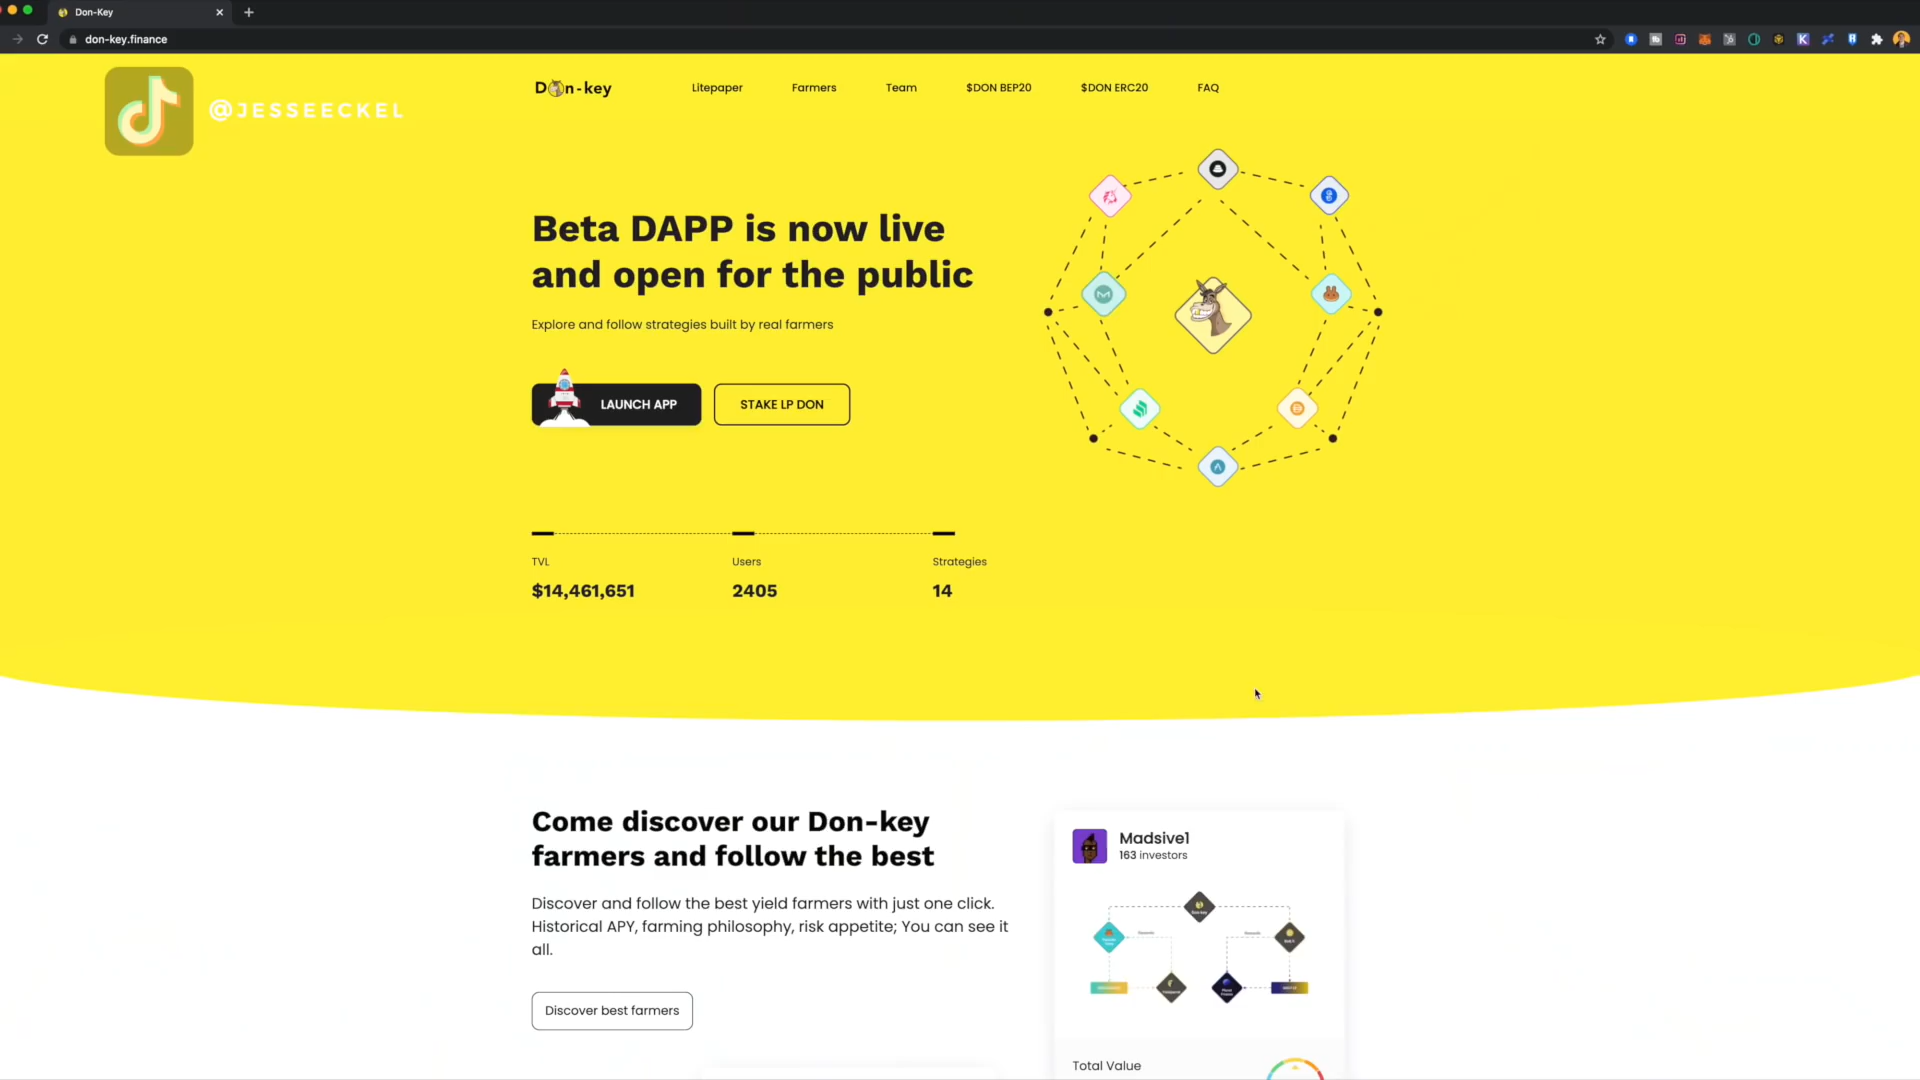 Don-Key
don-key.finance
@JESSEECKEL
Don-key
Litepaper
Farmers
Team
$DON BEP20
$DON ERC20
FAQ
Beta DAPP is now live
and open for the public
Explore and follow strategies built by real farmers
LAUNCH APP
STAKE LP DON
TVL
Users
Strategies
$14,461,651
2405
14
Come discover our Don-key
farmers and follow the best
Discover and follow the best yield farmers with just one click.
Historical APY, farming philosophy, risk appetite; You can see it
all.
Discover best farmers
Madsive1
163 investors
Total Value